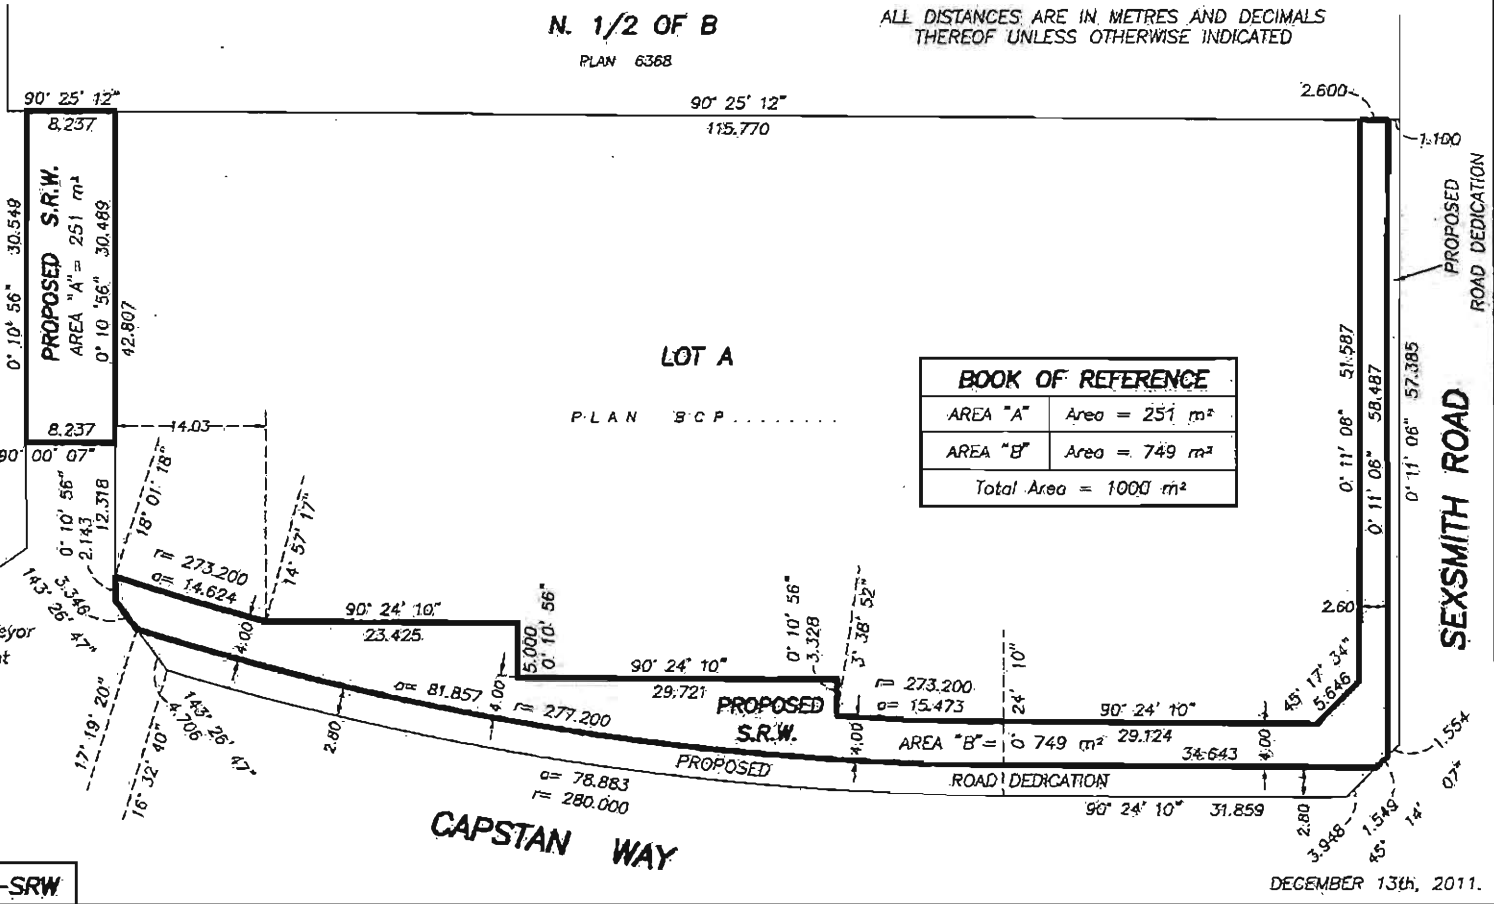 N. 1/2 OF B
PLAN 6368
ALL DISTANCES ARE IN METRES AND DECIMALS
THEREOF UNLESS OTHERWISE INDICATED
90° 25' 12"
8.237
90° 25' 12"
115.770
2.600
1.100
PROPOSED
ROAD DEDICATION
0° 10' 56" 30.549
PROPOSED S.R.W.
AREA "A" = 251 m²
0° 10' 56" 30.489
42.807
8.237
90° 00' 07"
14.03
LOT A
PLAN BCP.........
BOOK OF REFERENCE
AREA "A" Area = 251 m²
AREA "B" Area = 749 m²
Total Area = 1000 m²
0° 11' 08" 51.587
0° 11' 06" 58.487
0° 11' 06" 57.385
SEXSMITH ROAD
0° 10' 56"
2.143
12.318
18° 01' 18"
14° 57' 17"
r= 273.200
a= 14.624
3.346
143° 26' 47"
4.00
90° 24' 10"
23.425
5.000
0° 10' 56"
90° 24' 10"
29.721
0° 10' 56"
3.328
3° 38' 52"
r= 273.200
a= 15.473
0° 24' 10"
90° 24' 10"
29.124
45° 17' 34"
5.646
2.60
17° 19' 20"
16° 32' 40"
143° 26' 47"
4.706
2.80
a= 81.857
4.00
r= 277.200
PROPOSED
S.R.W.
4.00
AREA "B" = 749 m²
34.643
4.00
PROPOSED
ROAD DEDICATION
a= 78.883
r= 280.000
90° 24' 10" 31.859
2.80
3.948
1.549
1.554
45° 14' 07"
CAPSTAN WAY
-SRW
DECEMBER 13th, 2011.